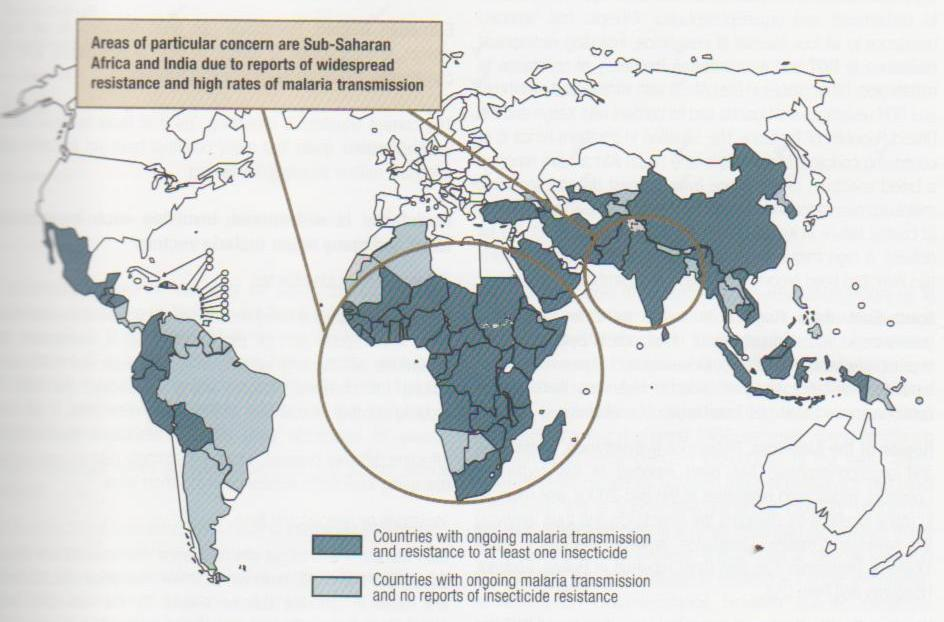 Areas of particular concern are Sub-Saharan
Africa and India due to reports of widespread
resistance and high rates of malaria transmission
Countries with ongoing malaria transmission
and resistance to at least one insecticide
Countries with ongoing malaria transmission
and no reports of insecticide resistance